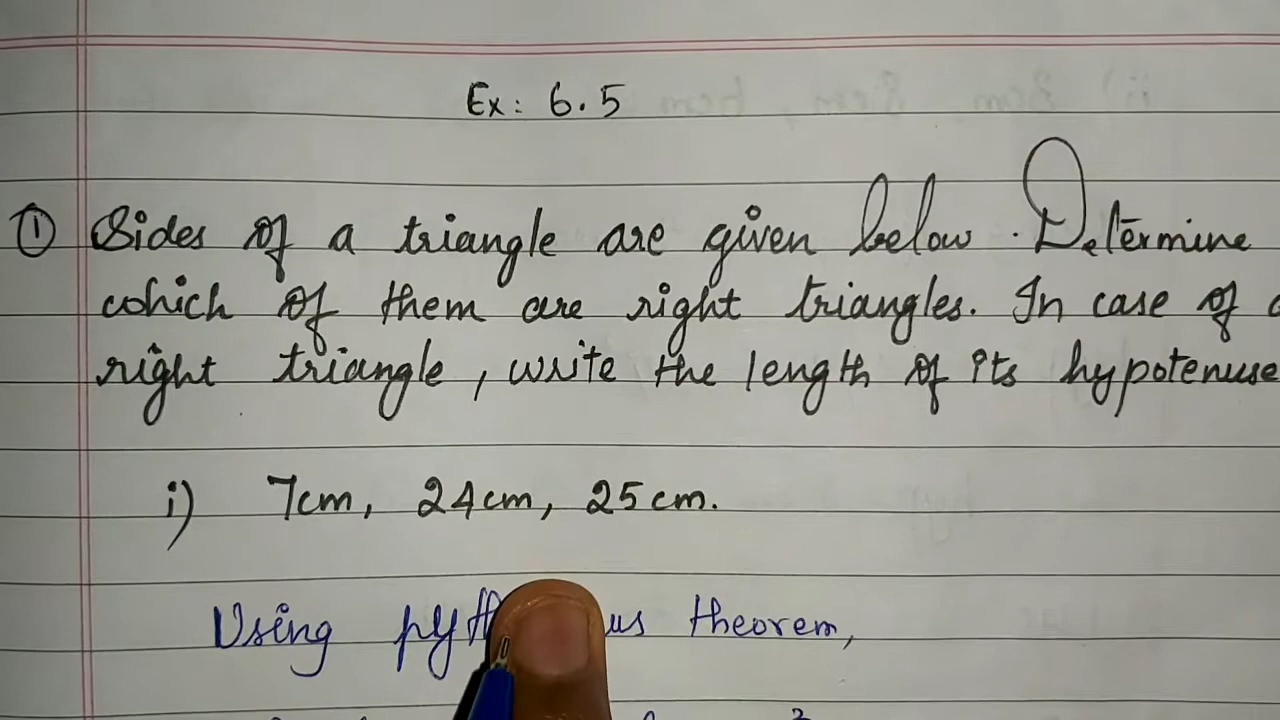 Ex: 6.5
① Sides of a triangle are given below. Determine
which of them are right triangles. In case of a
right triangle, write the length of its hypotenuse
i) 7cm, 24cm, 25cm.
Using theorem,